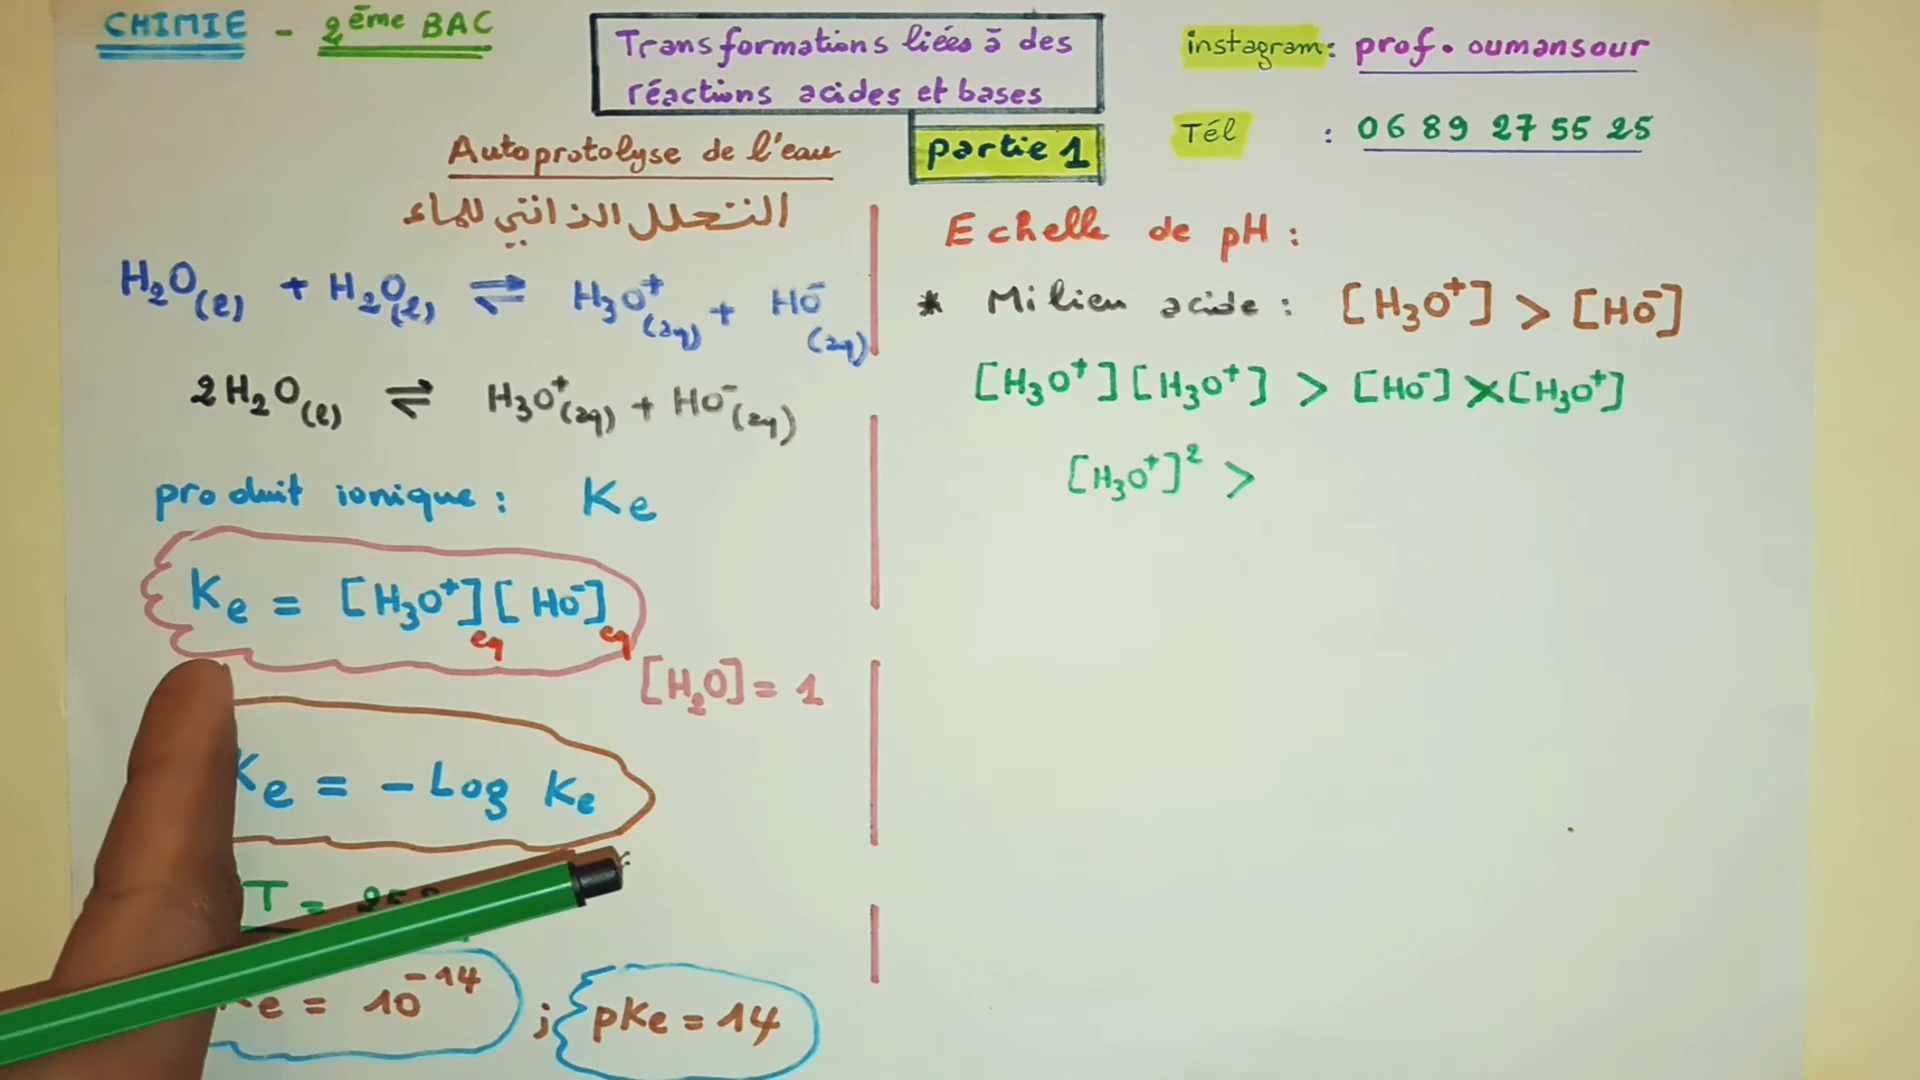 CHIMIE - 2ème BAC
Transformations liées à des
réactions acides et bases
partie 1
instagram: prof.oumansour
Tél : 06 89 27 55 25
Autoprotolyse de l'eau
التحلل الذاتي للماء
H₂O(l) + H₂O(l) ⇌ H₃O⁺(aq) + HO⁻(aq)
2H₂O(l) ⇌ H₃O⁺(aq) + HO⁻(aq)
produit ionique : Ke
Ke = [H₃O⁺]eq [HO⁻]eq
[H₂O] = 1
Ke = - Log Ke
T =
Ke = 10⁻¹⁴ ; pKe = 14
Echelle de pH :
* Milieu acide : [H₃O⁺] > [HO⁻]
[H₃O⁺][H₃O⁺] > [HO⁻] × [H₃O⁺]
[H₃O⁺]² >